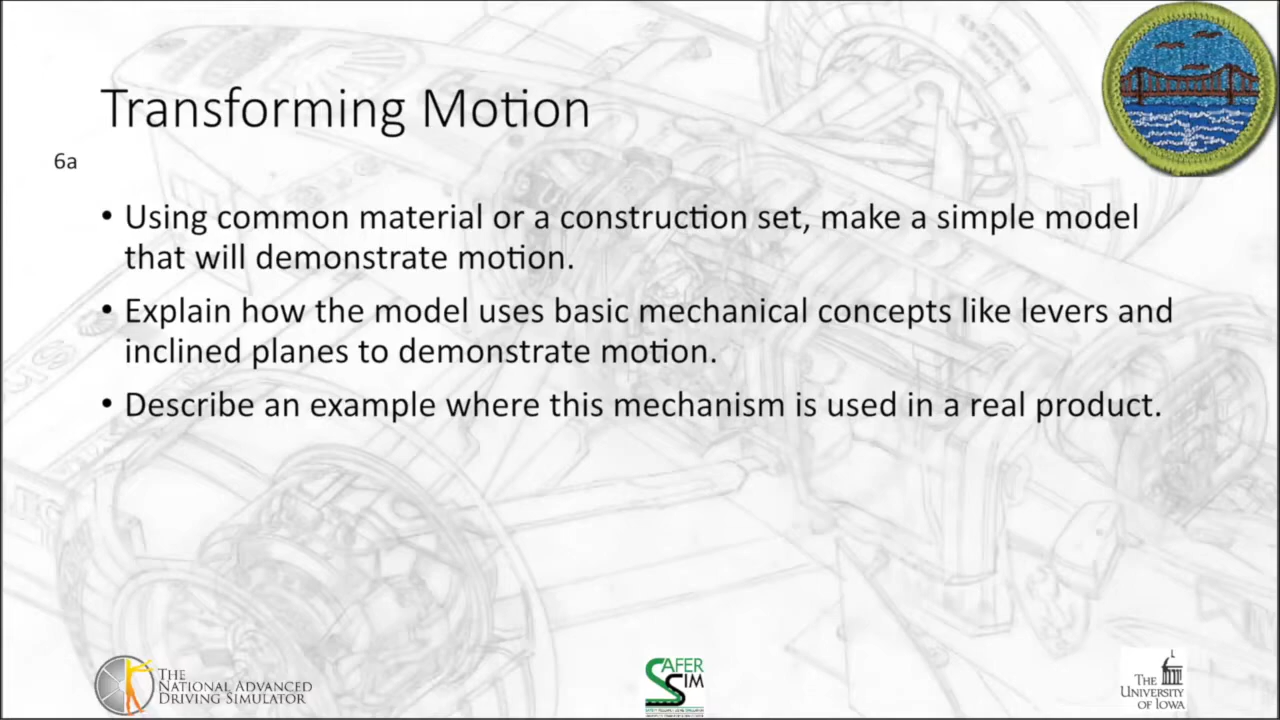 Transforming Motion
6a
• Using common material or a construction set, make a simple model
that will demonstrate motion.
• Explain how the model uses basic mechanical concepts like levers and
inclined planes to demonstrate motion.
• Describe an example where this mechanism is used in a real product.
THE
NATIONAL ADVANCED
DRIVING SIMULATOR
SAFER
SIM
THE
UNIVERSITY
OF IOWA